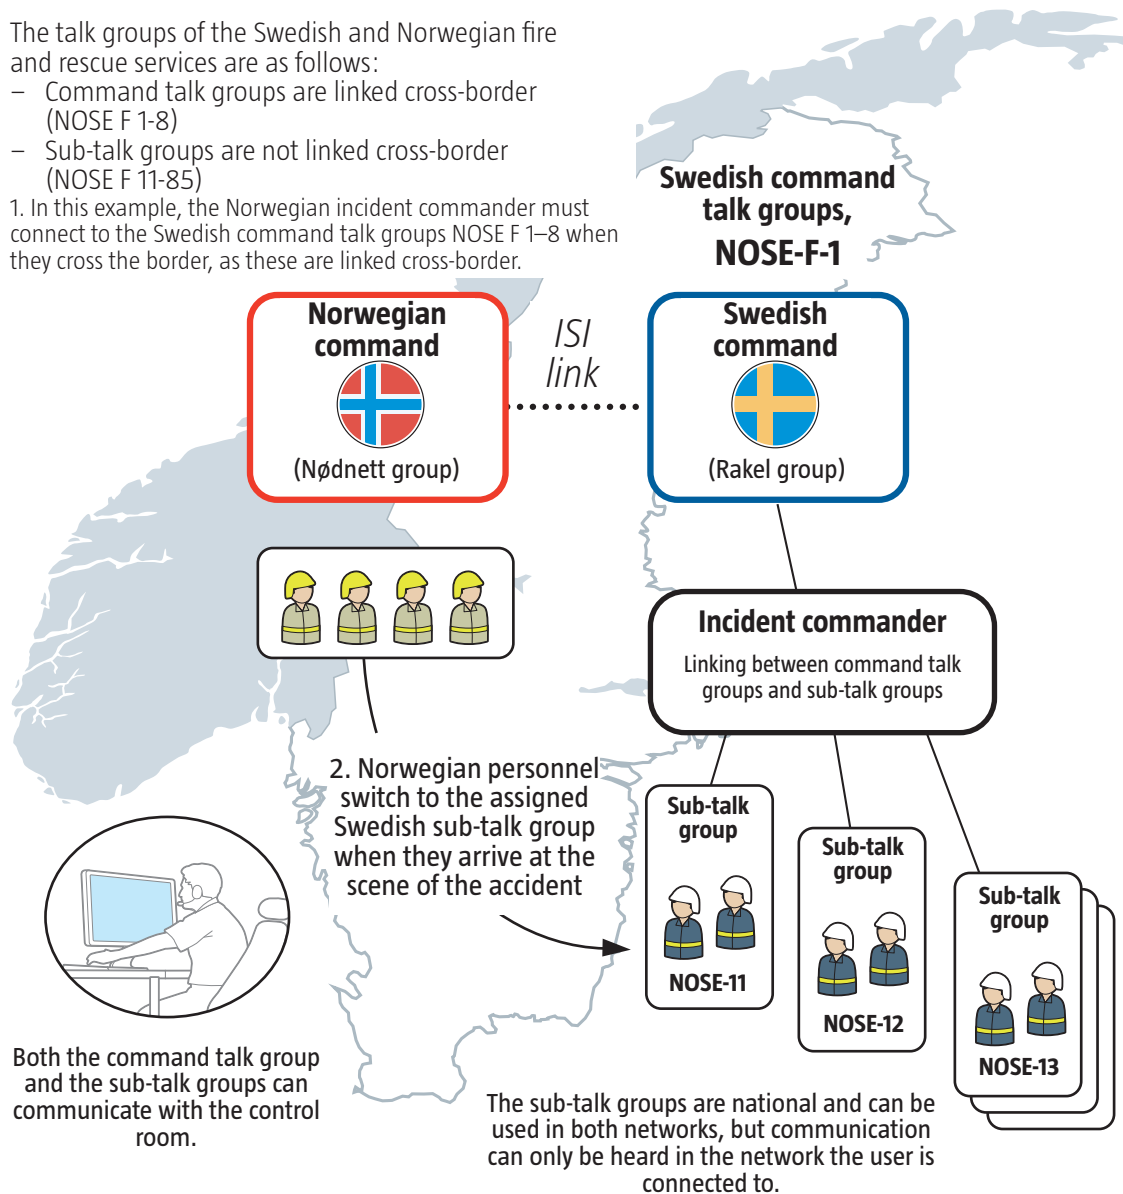 The talk groups of the Swedish and Norwegian fire
and rescue services are as follows:
– Command talk groups are linked cross-border
(NOSE F 1-8)
– Sub-talk groups are not linked cross-border
(NOSE F 11-85)
1. In this example, the Norwegian incident commander must
connect to the Swedish command talk groups NOSE F 1–8 when
they cross the border, as these are linked cross-border.
Swedish command
talk groups,
NOSE-F-1
Norwegian
command
(Nødnett group)
ISI
link
Swedish
command
(Rakel group)
Incident commander
Linking between command talk
groups and sub-talk groups
2. Norwegian personnel
switch to the assigned
Swedish sub-talk group
when they arrive at the
scene of the accident
Sub-talk
group
NOSE-11
Sub-talk
group
NOSE-12
Sub-talk
group
NOSE-13
Both the command talk group
and the sub-talk groups can
communicate with the control
room.
The sub-talk groups are national and can be
used in both networks, but communication
can only be heard in the network the user is
connected to.